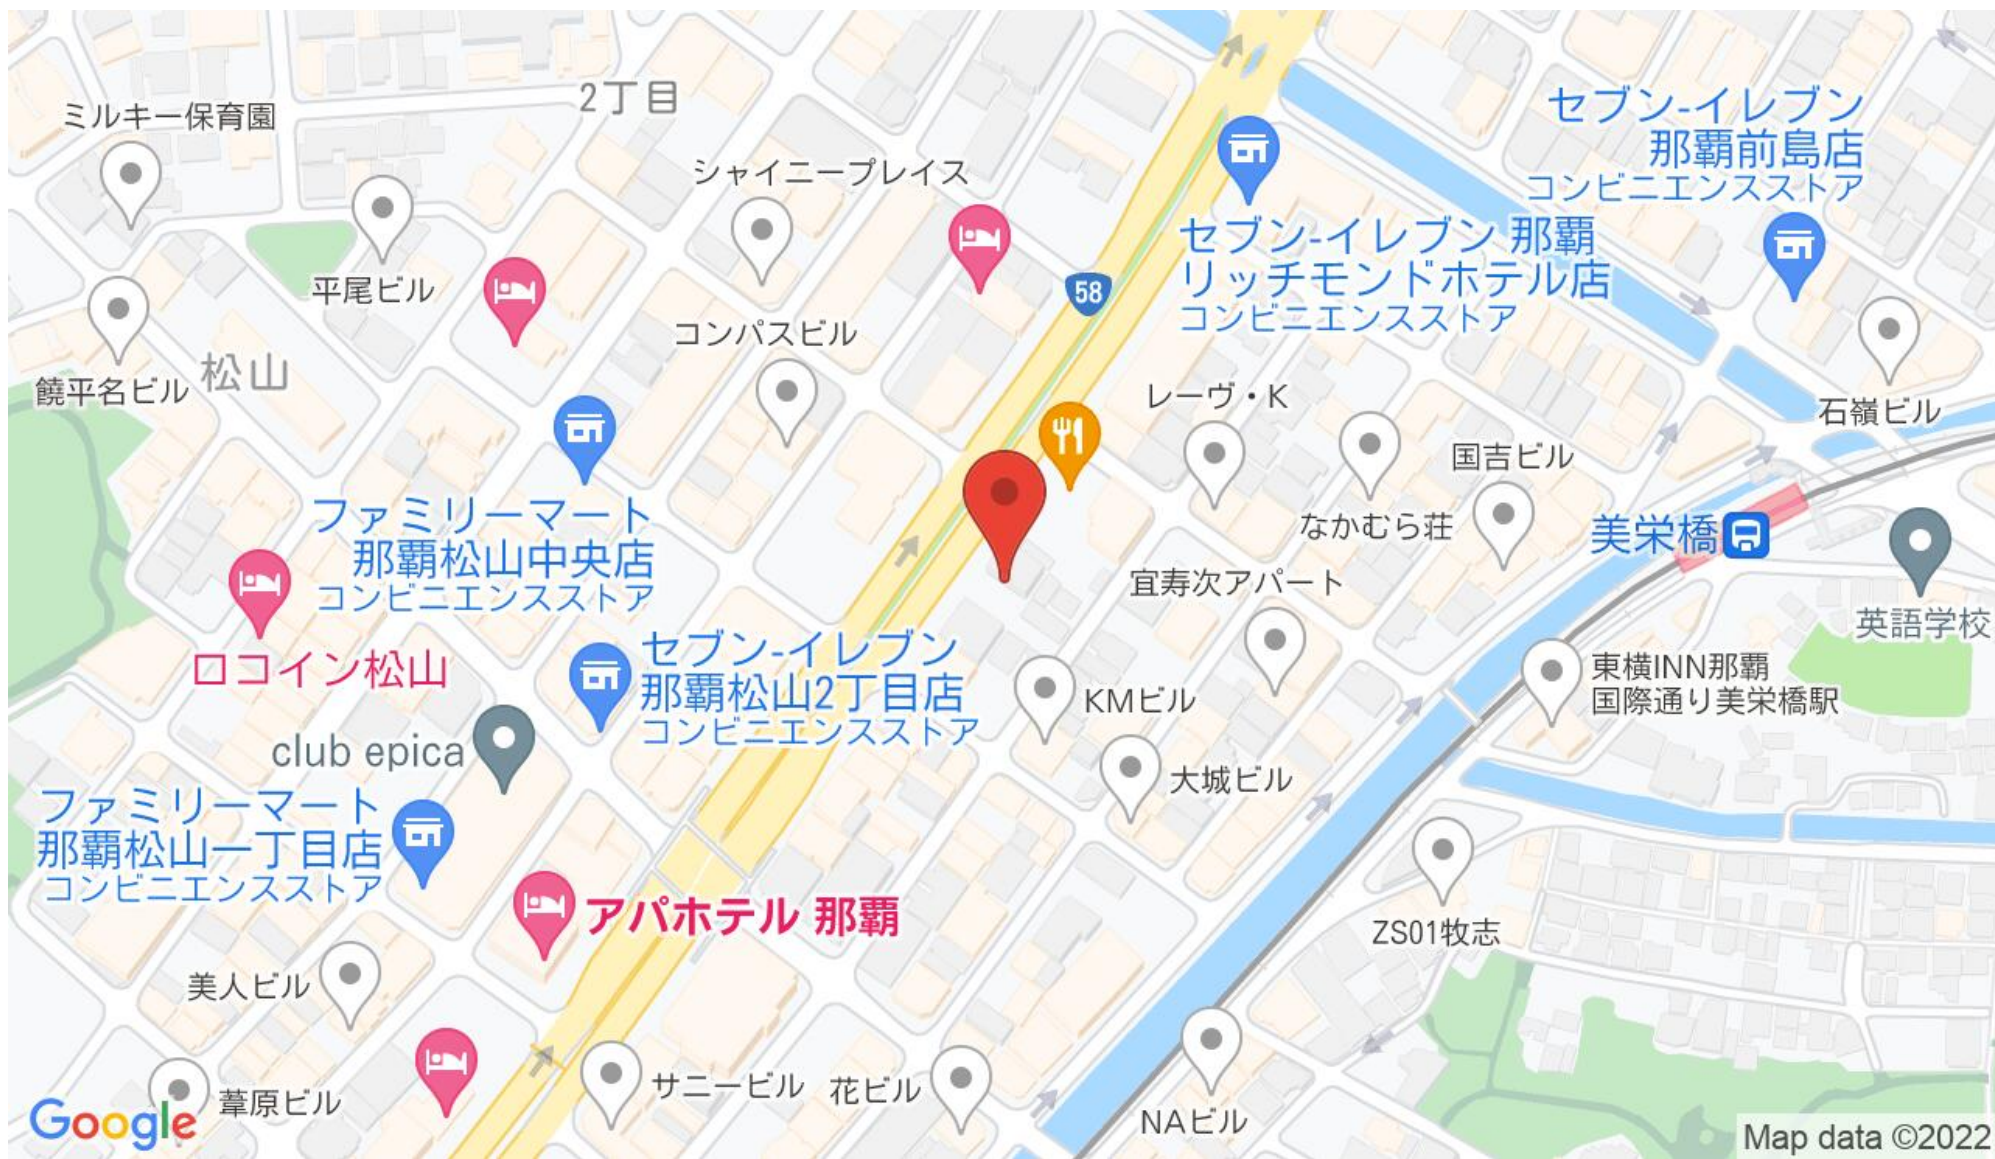 2丁目
ミルキー保育園
シャイニープレイス
セブン-イレブン
那覇前島店
コンビニエンスストア
セブン-イレブン 那覇
リッチモンドホテル店
コンビニエンスストア
平尾ビル
58
コンパスビル
饒平名ビル
松山
レーヴ・K
石嶺ビル
国吉ビル
ファミリーマート
那覇松山中央店
コンビニエンスストア
なかむら荘
美栄橋
宜寿次アパート
英語学校
ロコイン松山
セブン-イレブン
那覇松山2丁目店
コンビニエンスストア
KMビル
東横INN那覇
国際通り美栄橋駅
club epica
大城ビル
ファミリーマート
那覇松山一丁目店
コンビニエンスストア
アパホテル 那覇
ZS01牧志
美人ビル
サニービル
花ビル
葦原ビル
NAビル
Google
Map data ©2022